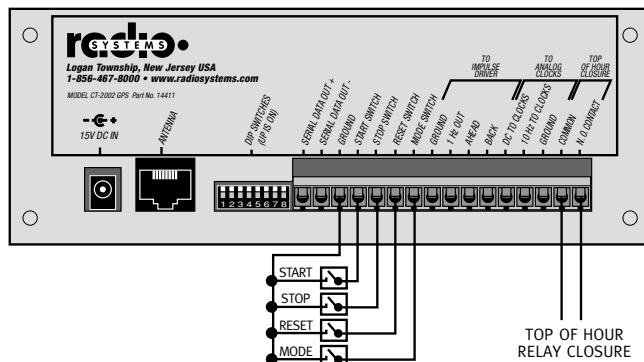 radio
SYSTEMS
Logan Township, New Jersey USA
1-856-467-8000 • www.radiosystems.com
MODEL CT-2002 GPS Part No. 14411
TO IMPULSE DRIVER
TO ANALOG CLOCKS
TOP OF HOUR CLOSURE
- +
15V DC IN
ANTENNA
DIP SWITCHES
(UP IS ON)
SERIAL DATA OUT +
SERIAL DATA OUT -
GROUND
START SWITCH
STOP SWITCH
RESET SWITCH
MODE SWITCH
GROUND
1 Hz OUT
AHEAD
BACK
DC TO CLOCKS
10 HZ TO CLOCKS
GROUND
COMMON
N. O. CONTACT
1 2 3 4 5 6 7 8
START
STOP
RESET
MODE
TOP OF HOUR
RELAY CLOSURE